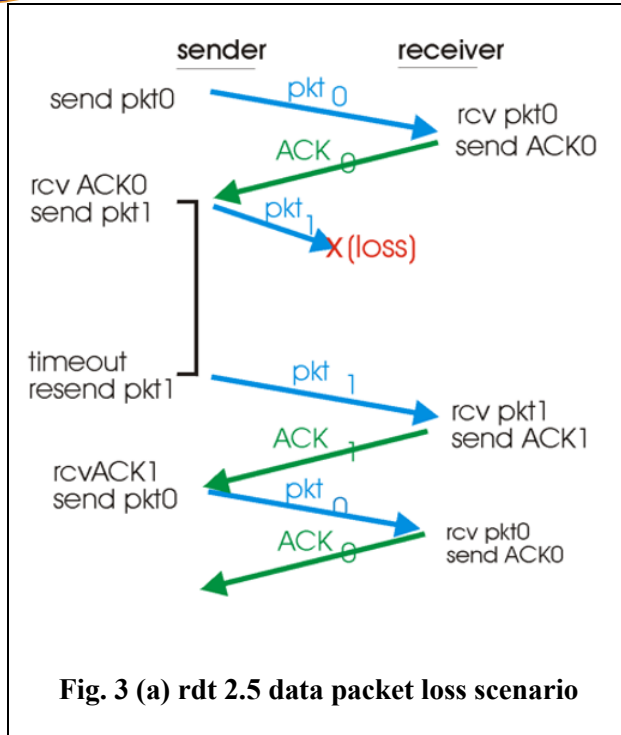 sender
receiver
send pkt0
pkt 0
rcv pkt0
send ACK0
ACK 0
rcv ACK0
send pkt1
pkt 1
X (loss)
timeout
resend pkt1
pkt 1
rcv pkt1
send ACK1
ACK 1
rcvACK1
send pkt0
pkt 0
rcv pkt0
send ACK0
ACK 0
Fig. 3 (a) rdt 2.5 data packet loss scenario